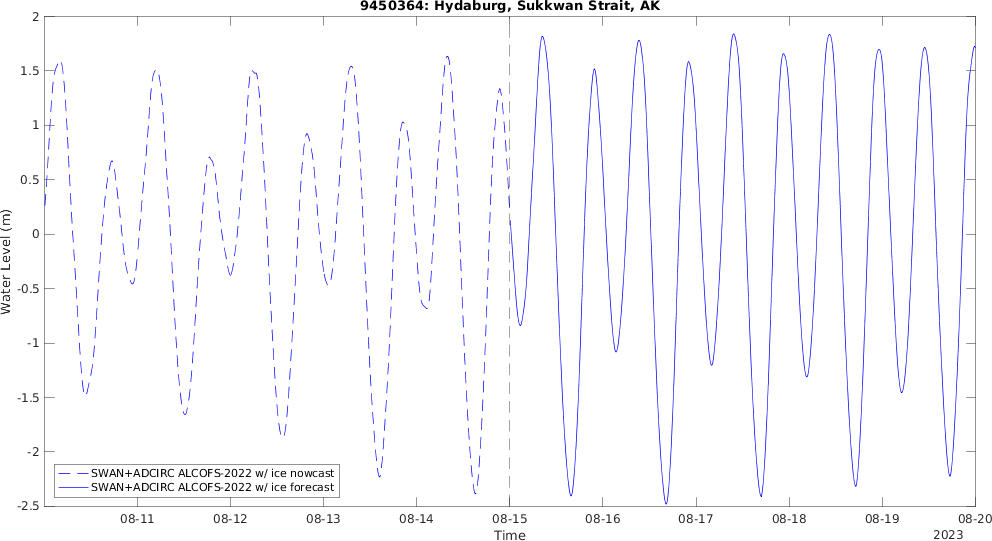 9450364: Hydaburg, Sukkwan Strait, AK
2
1.5
1
0.5
0
-0.5
-1
-1.5
-2
-2.5
Water Level (m)
SWAN+ADCIRC ALCOFS-2022 w/ ice nowcast
SWAN+ADCIRC ALCOFS-2022 w/ ice forecast
08-11 08-12 08-13 08-14 08-15 08-16 08-17 08-18 08-19 08-20
Time
2023